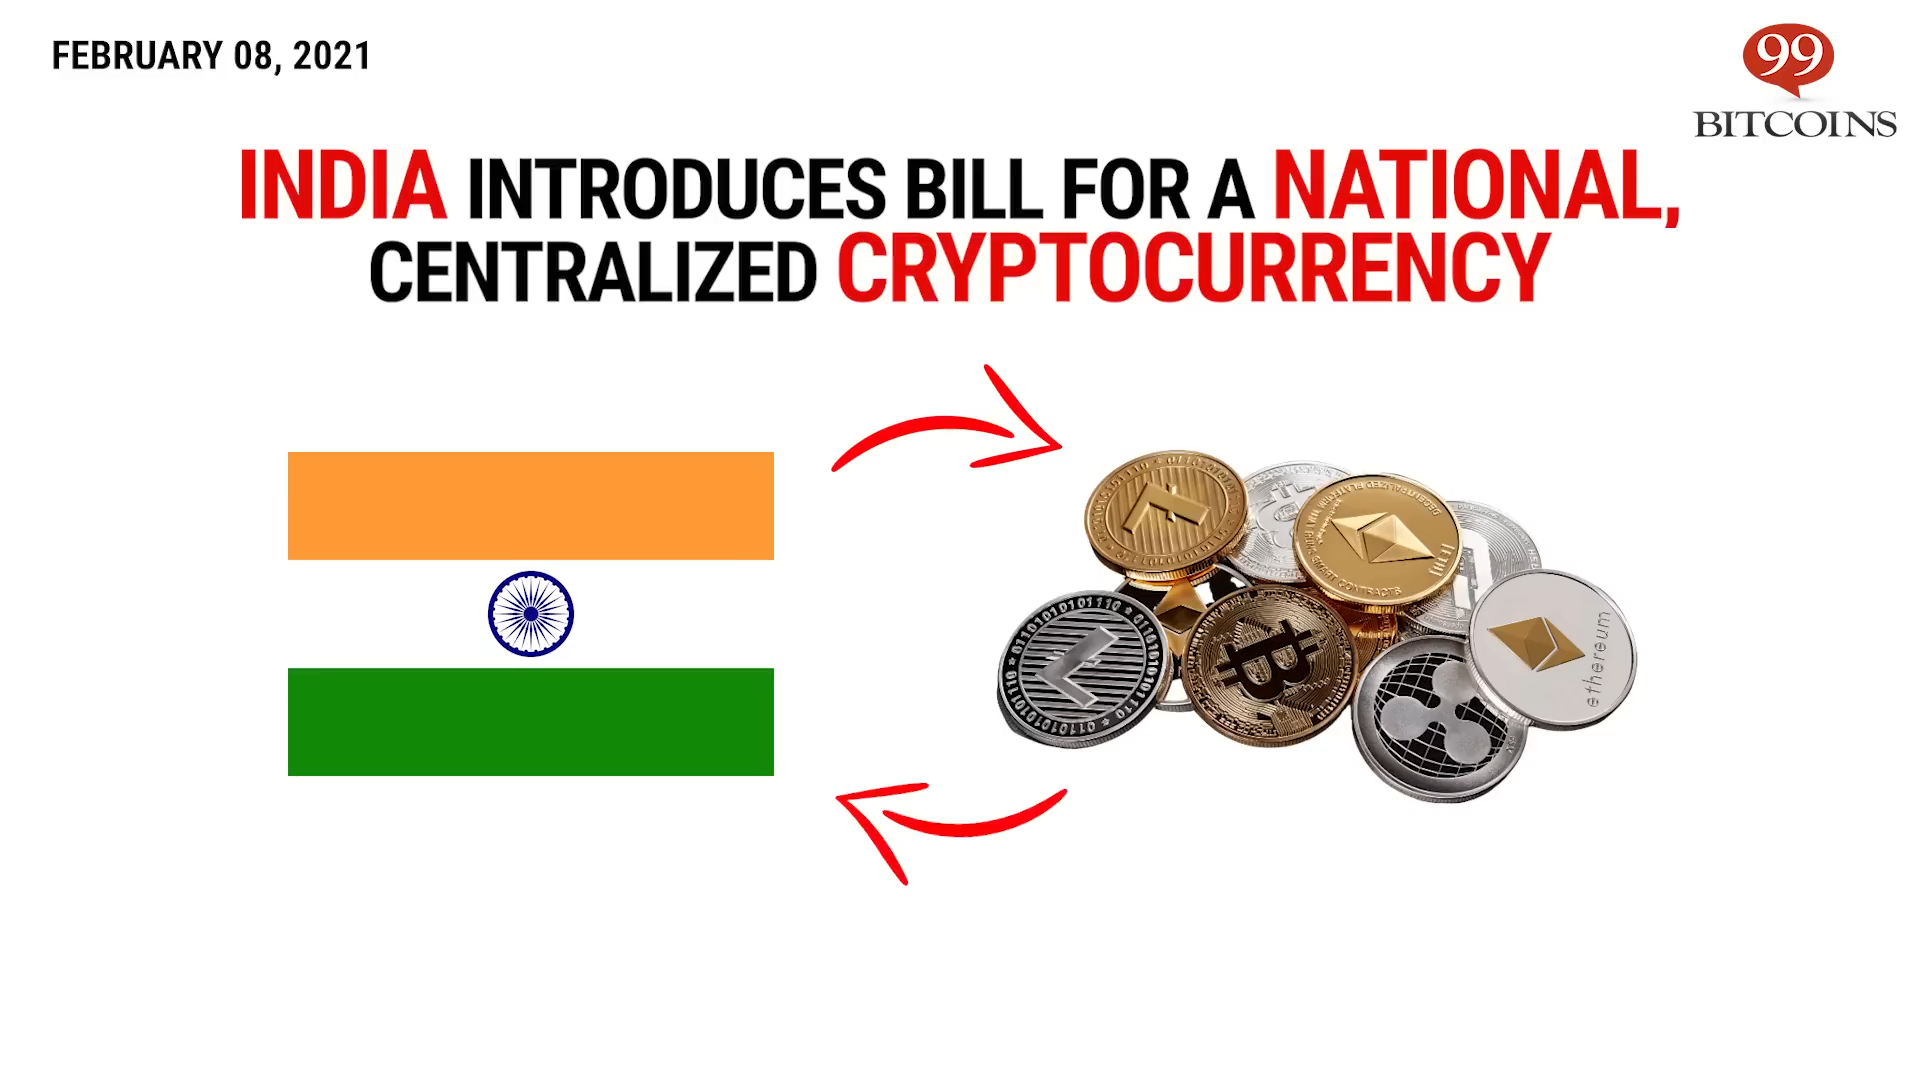 FEBRUARY 08, 2021
99
BITCOINS
INDIA INTRODUCES BILL FOR A NATIONAL,
CENTRALIZED CRYPTOCURRENCY
ethereum